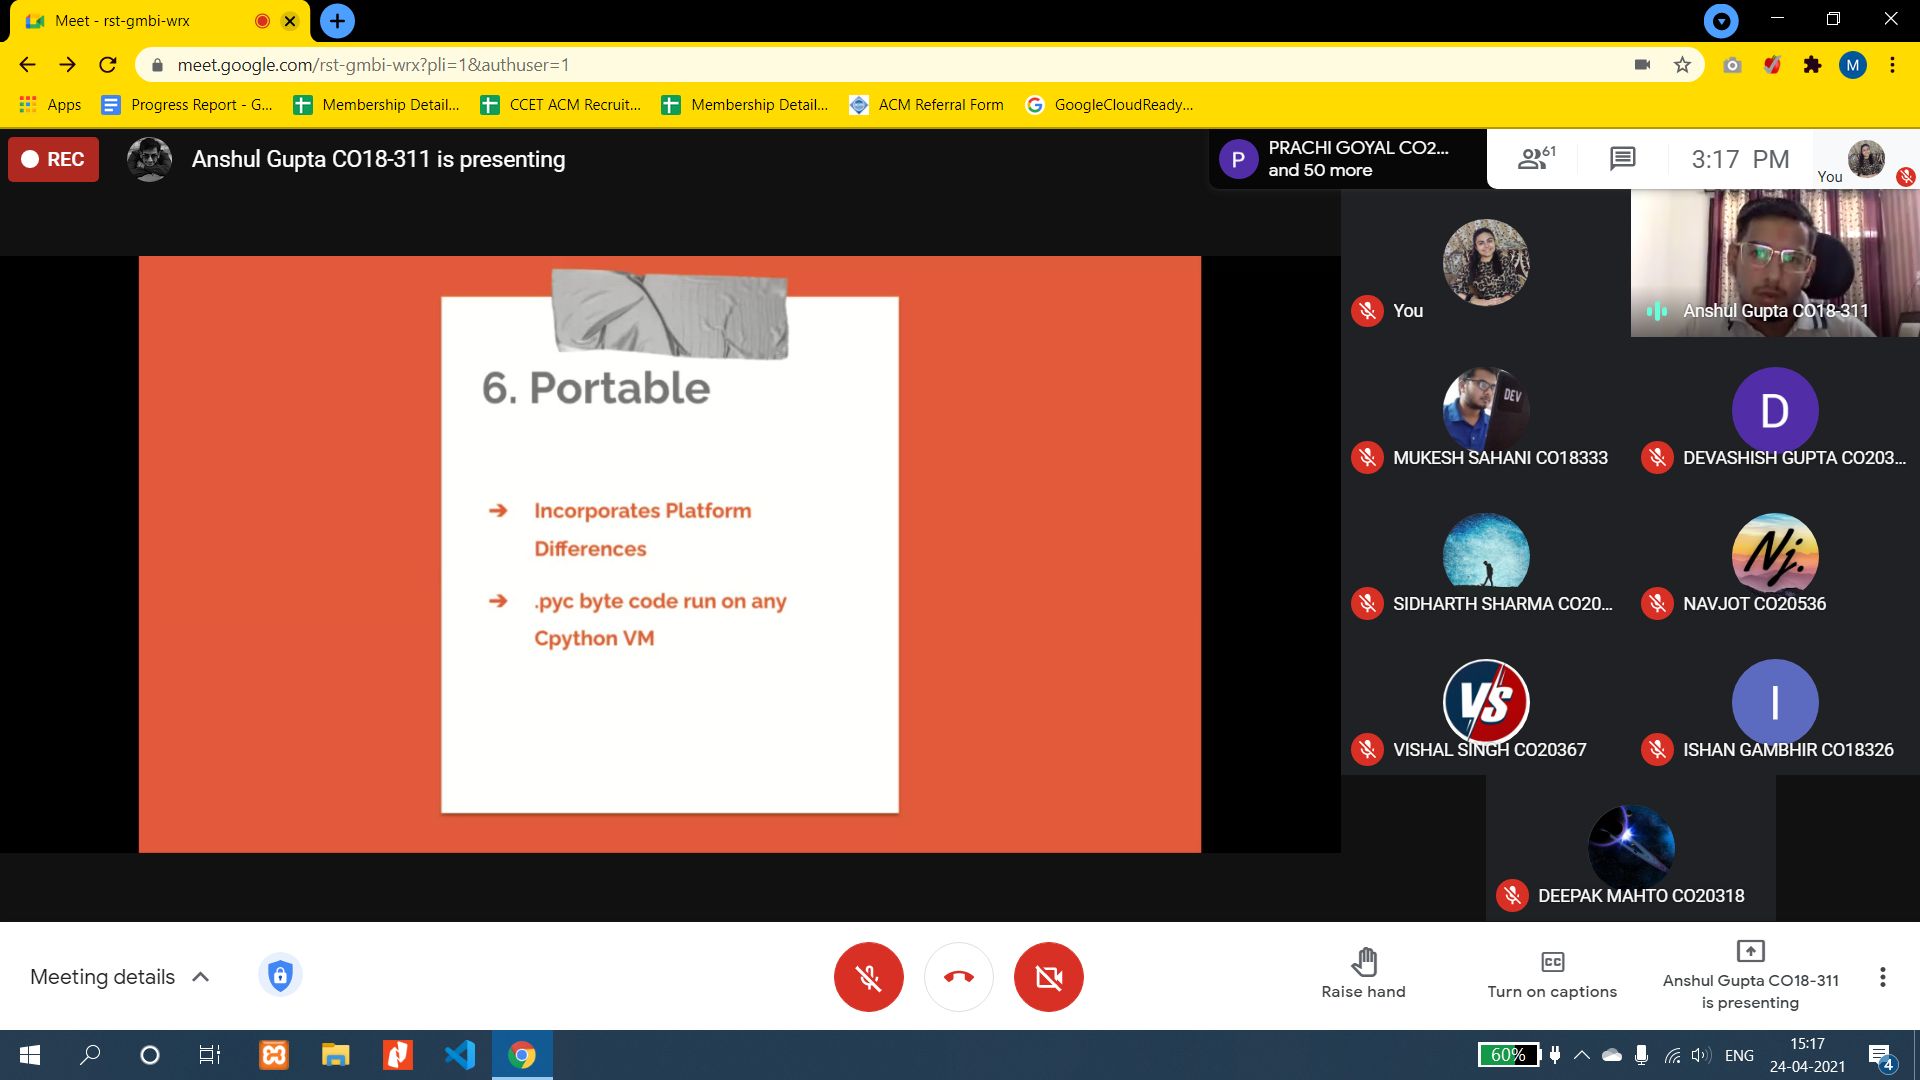 Meet - rst-gmbi-wrx
meet.google.com/rst-gmbi-wrx?pli=1&authuser=1
M
Apps
Progress Report - G...
Membership Detail...
CCET ACM Recruit...
Membership Detail...
ACM Referral Form
GoogleCloudReady...
REC
Anshul Gupta CO18-311 is presenting
P
PRACHI GOYAL CO2...
and 50 more
61
3:17 PM
You
6. Portable
➔ Incorporates Platform
Differences
➔ .pyc byte code run on any
Cpython VM
You
Anshul Gupta CO18-311
DEV
MUKESH SAHANI CO18333
D
DEVASHISH GUPTA CO203...
SIDHARTH SHARMA CO20...
Nj.
NAVJOT CO20536
VS
VISHAL SINGH CO20367
I
ISHAN GAMBHIR CO18326
DEEPAK MAHTO CO20318
Meeting details
Raise hand
CC
Turn on captions
Anshul Gupta CO18-311
is presenting
60%
ENG
15:17
24-04-2021
4